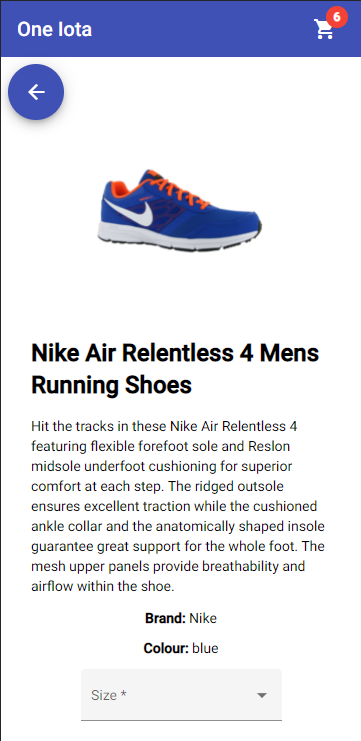 One Iota
6
Nike Air Relentless 4 Mens
Running Shoes
Hit the tracks in these Nike Air Relentless 4
featuring flexible forefoot sole and Reslon
midsole underfoot cushioning for superior
comfort at each step. The ridged outsole
ensures excellent traction while the cushioned
ankle collar and the anatomically shaped insole
guarantee great support for the whole foot. The
mesh upper panels provide breathability and
airflow within the shoe.
Brand: Nike
Colour: blue
Size *